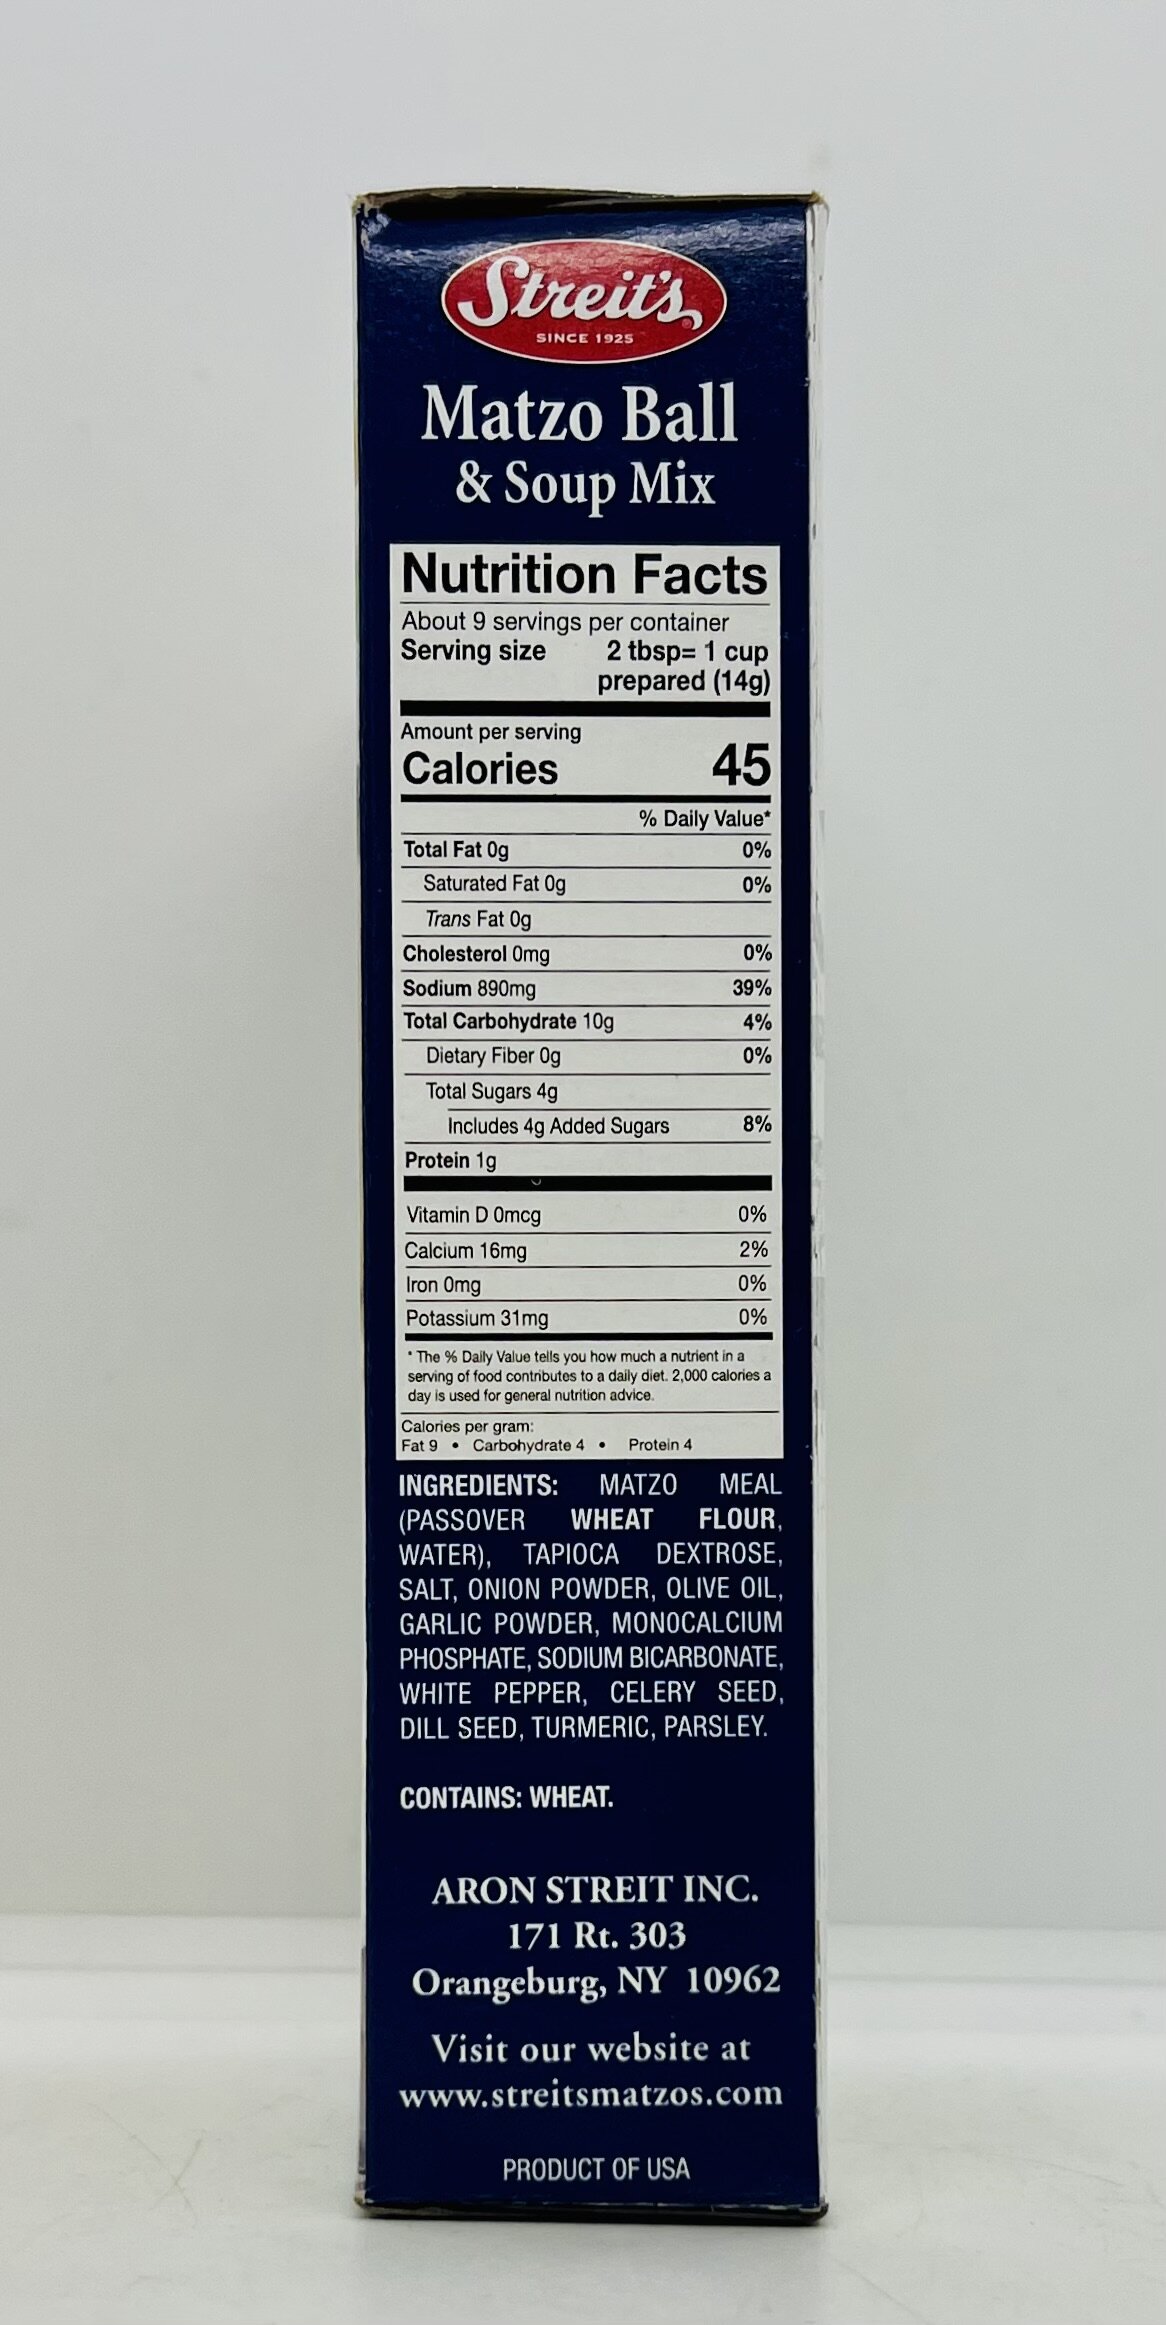 Streit's
SINCE 1925
Matzo Ball
& Soup Mix
Nutrition Facts
About 9 servings per container
Serving size 2 tbsp= 1 cup
prepared (14g)
Amount per serving
Calories 45
% Daily Value*
Total Fat 0g 0%
Saturated Fat 0g 0%
Trans Fat 0g
Cholesterol 0mg 0%
Sodium 890mg 39%
Total Carbohydrate 10g 4%
Dietary Fiber 0g 0%
Total Sugars 4g
Includes 4g Added Sugars 8%
Protein 1g
Vitamin D 0mcg 0%
Calcium 16mg 2%
Iron 0mg 0%
Potassium 31mg 0%
* The % Daily Value tells you how much a nutrient in a
serving of food contributes to a daily diet. 2,000 calories a
day is used for general nutrition advice.
Calories per gram:
Fat 9 • Carbohydrate 4 • Protein 4
INGREDIENTS: MATZO MEAL
(PASSOVER WHEAT FLOUR,
WATER), TAPIOCA DEXTROSE,
SALT, ONION POWDER, OLIVE OIL,
GARLIC POWDER, MONOCALCIUM
PHOSPHATE, SODIUM BICARBONATE,
WHITE PEPPER, CELERY SEED,
DILL SEED, TURMERIC, PARSLEY.
CONTAINS: WHEAT.
ARON STREIT INC.
171 Rt. 303
Orangeburg, NY 10962
Visit our website at
www.streitsmatzos.com
PRODUCT OF USA